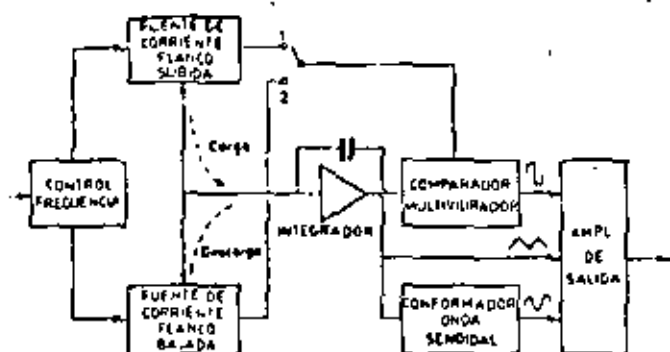 FUENTE DE
CORRIENTE
FLANCO
SUBIDA
1
2
Carga
CONTROL
FRECUENCIA
INTEGRADOR
COMPARADOR
MULTIVIBRADOR
Descarga
AMPL
DE
SALIDA
FUENTE DE
CORRIENTE
FLANCO
BAJADA
CONFORMADOR
ONDA
SENOIDAL